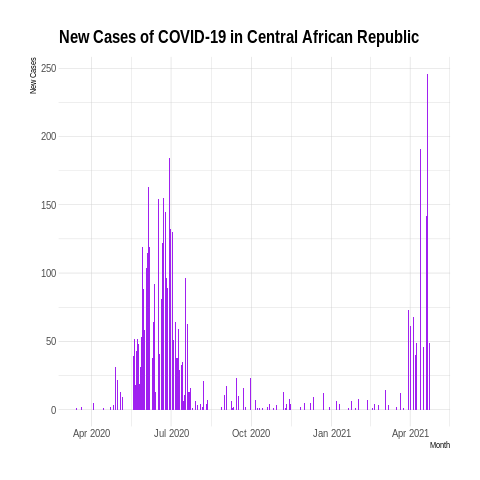 New Cases of COVID-19 in Central African Republic
New Cases
250
200
150
100
50
0
Apr 2020 Jul 2020 Oct 2020 Jan 2021 Apr 2021
Month